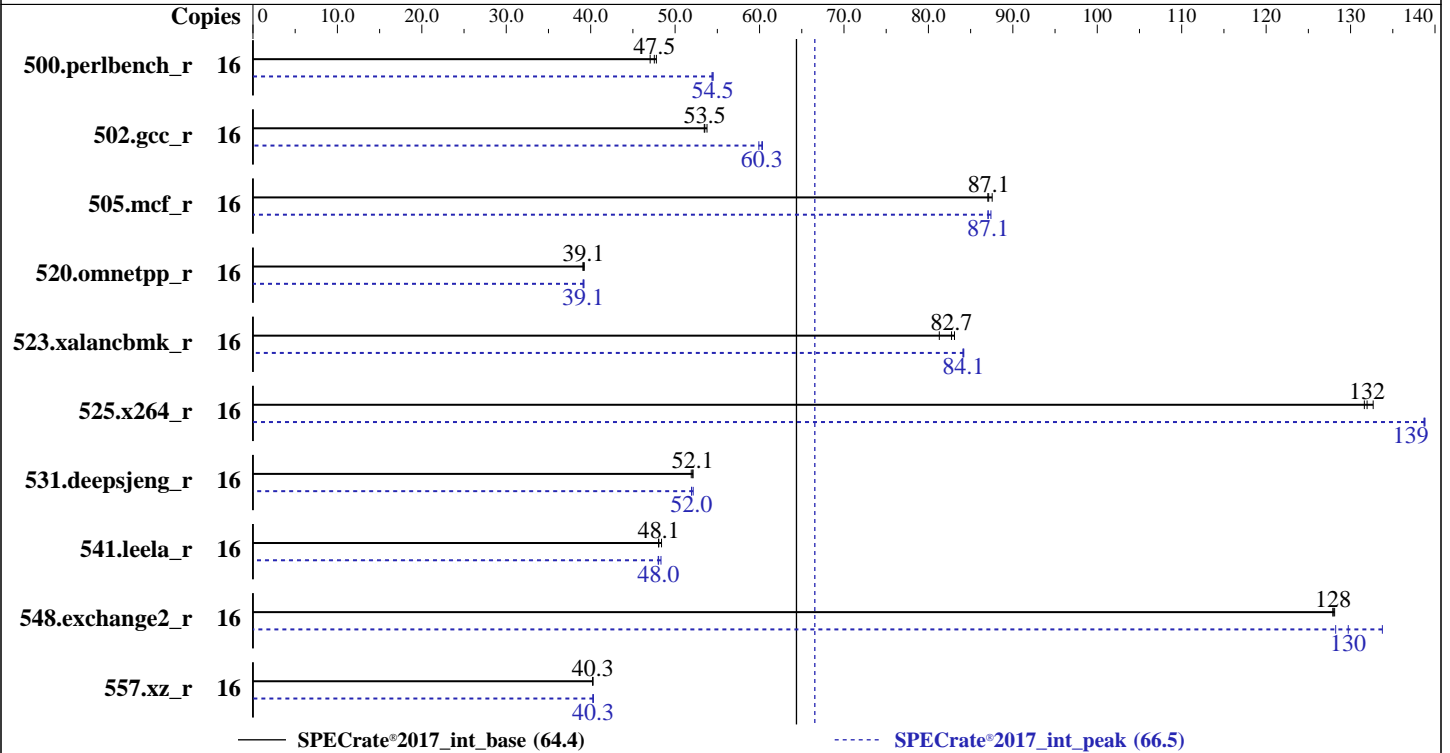 Copies 0 10.0 20.0 30.0 40.0 50.0 60.0 70.0 80.0 90.0 100 110 120 130 140
47.5
500.perlbench_r 16
54.5
53.5
502.gcc_r 16
60.3
87.1
505.mcf_r 16
87.1
39.1
520.omnetpp_r 16
39.1
82.7
523.xalancbmk_r 16
84.1
132
525.x264_r 16
139
52.1
531.deepsjeng_r 16
52.0
48.1
541.leela_r 16
48.0
128
548.exchange2_r 16
130
40.3
557.xz_r 16
40.3
SPECrate®2017_int_base (64.4) SPECrate®2017_int_peak (66.5)